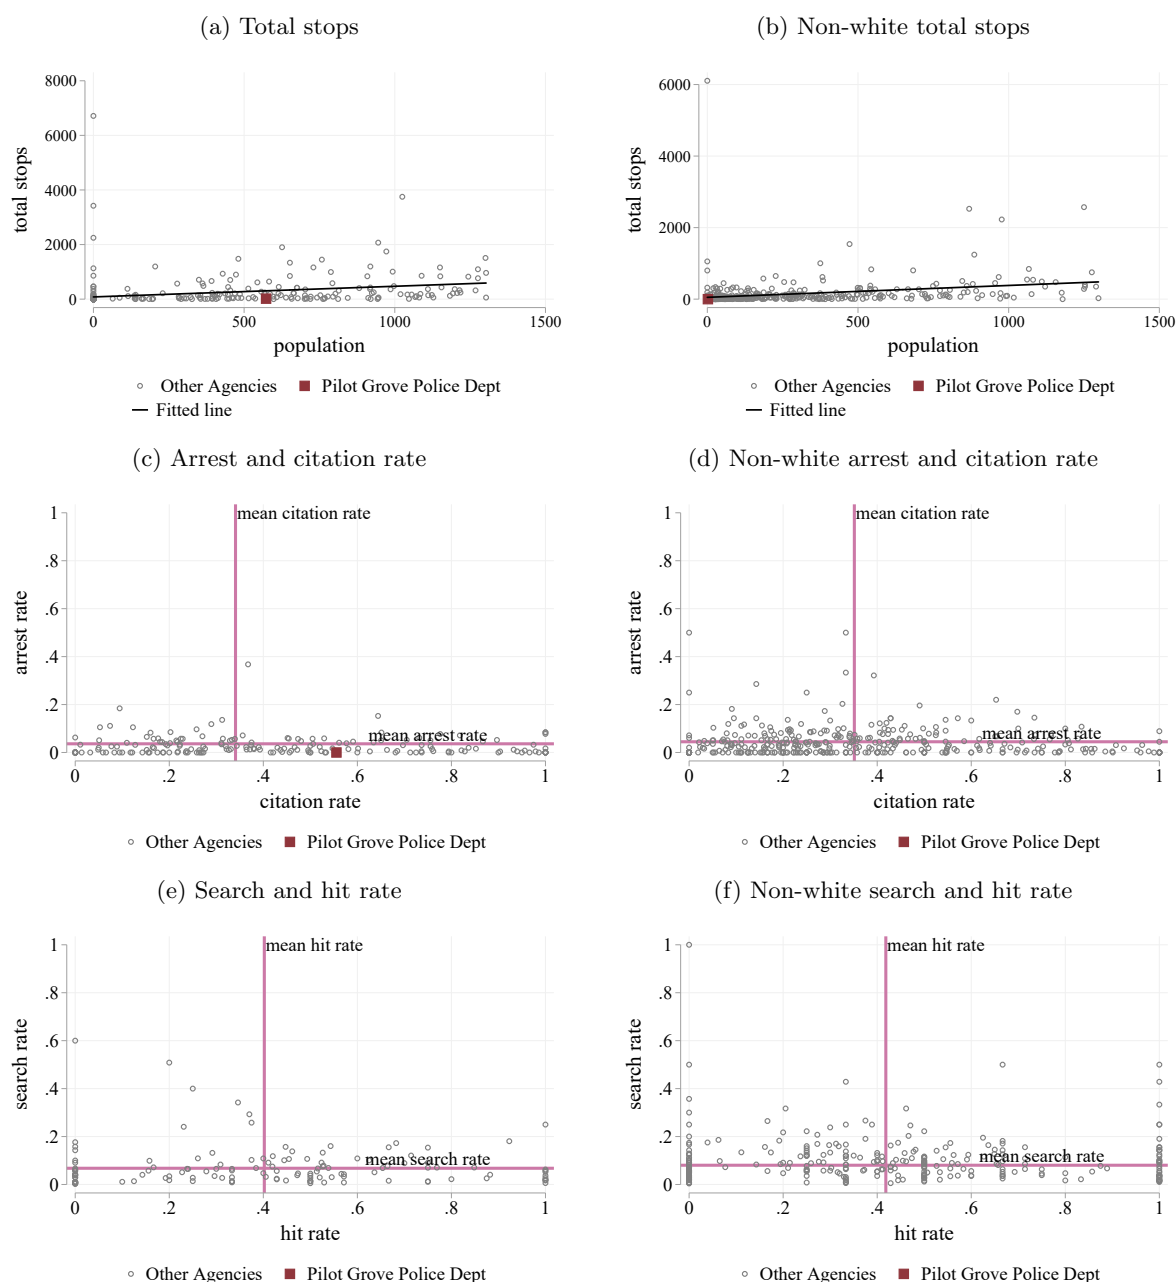 (a) Total stops
total stops
8000
6000
4000
2000
0
0 500 1000 1500
population
Other Agencies Pilot Grove Police Dept
Fitted line
(b) Non-white total stops
total stops
6000
4000
2000
0
0 500 1000 1500
population
Other Agencies Pilot Grove Police Dept
Fitted line
(c) Arrest and citation rate
arrest rate
1
.8
.6
.4
.2
0
mean citation rate
mean arrest rate
0 .2 .4 .6 .8 1
citation rate
Other Agencies Pilot Grove Police Dept
(d) Non-white arrest and citation rate
arrest rate
1
.8
.6
.4
.2
0
mean citation rate
mean arrest rate
0 .2 .4 .6 .8 1
citation rate
Other Agencies Pilot Grove Police Dept
(e) Search and hit rate
search rate
1
.8
.6
.4
.2
0
mean hit rate
mean search rate
0 .2 .4 .6 .8 1
hit rate
Other Agencies Pilot Grove Police Dept
(f) Non-white search and hit rate
search rate
1
.8
.6
.4
.2
0
mean hit rate
mean search rate
0 .2 .4 .6 .8 1
hit rate
Other Agencies Pilot Grove Police Dept